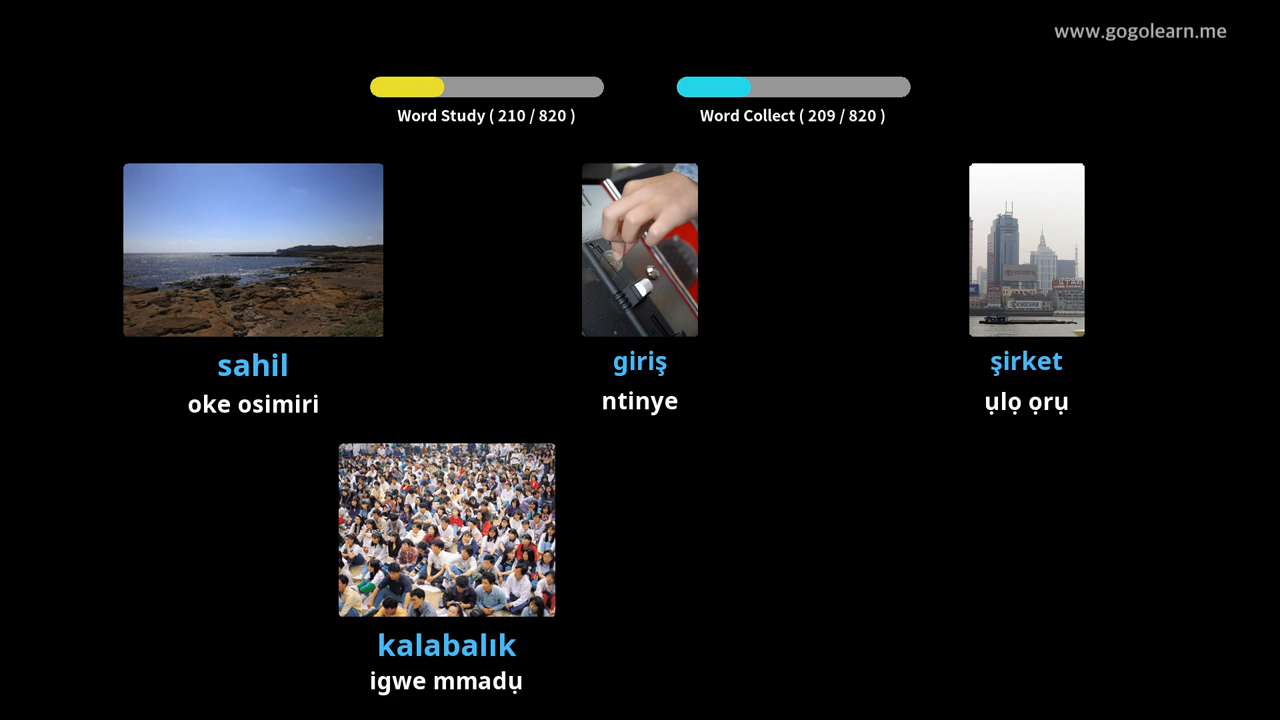 www.gogolearn.me
Word Study ( 210 / 820 )
Word Collect ( 209 / 820 )
TOYOTA
sahil
giriş
şirket
oke osimiri
ntinye
ụlọ ọrụ
kalabalık
igwe mmadụ